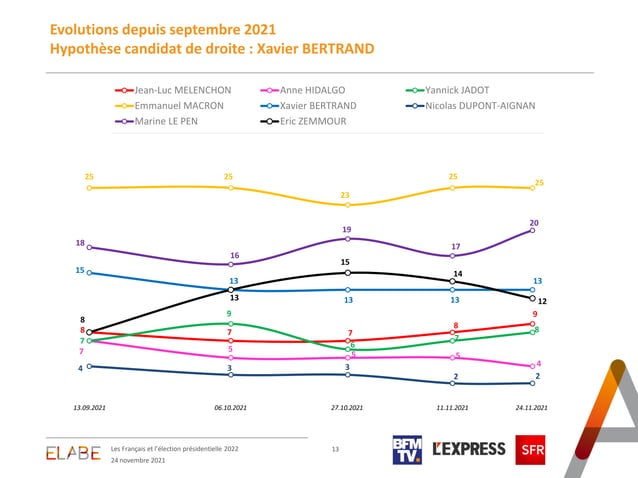 Evolutions depuis septembre 2021
Hypothèse candidat de droite : Xavier BERTRAND
Jean-Luc MELENCHON Anne HIDALGO Yannick JADOT
Emmanuel MACRON Xavier BERTRAND Nicolas DUPONT-AIGNAN
Marine LE PEN Eric ZEMMOUR
25 25 23 25 25
18 16 19 17 20
15 13 13 13 13
8 13 15 14 12
8 7 7 8 9
7 9 6 7 8
7 5 5 5 4
4 3 3 2 2
13.09.2021 06.10.2021 27.10.2021 11.11.2021 24.11.2021
ELABE
Les Français et l'élection présidentielle 2022
24 novembre 2021
13
BFM
TV.
L'EXPRESS
SFR